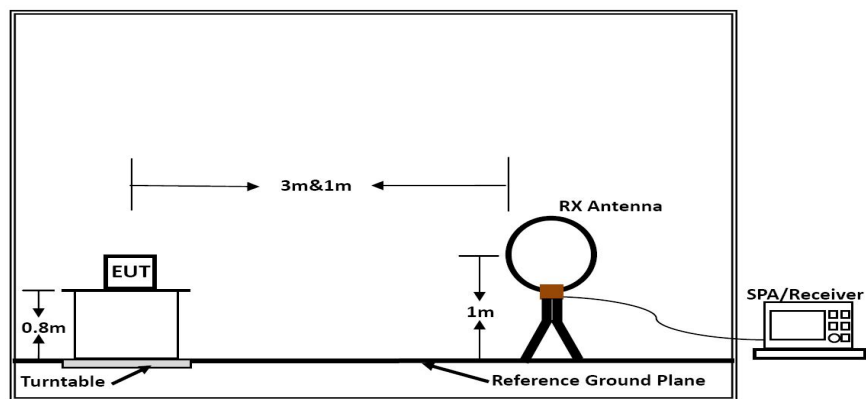 3m&1m
RX Antenna
EUT
SPA/Receiver
0.8m
1m
Turntable
Reference Ground Plane